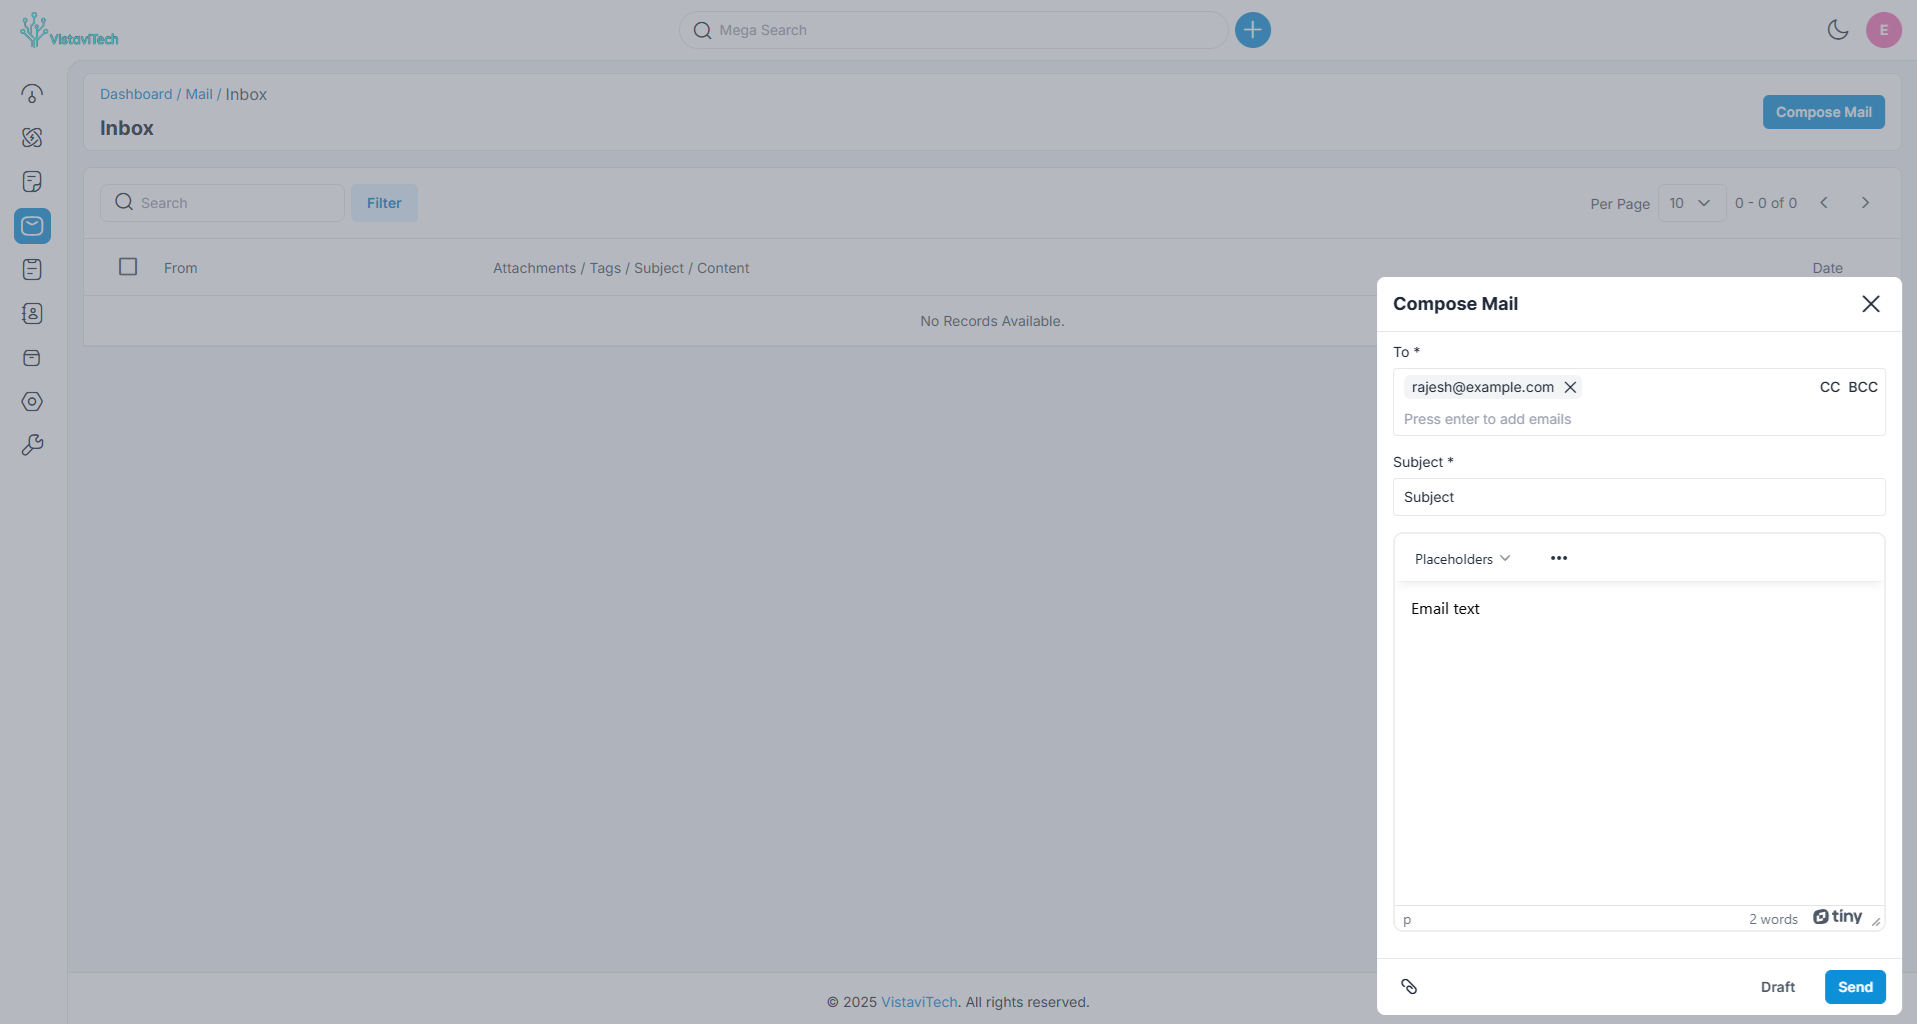 VistaviTech
Mega Search
E
Dashboard / Mail / Inbox
Inbox
Compose Mail
Search
Filter
Per Page
10
0 - 0 of 0
From
Attachments / Tags / Subject / Content
Date
No Records Available.
Compose Mail
To *
rajesh@example.com
CC BCC
Press enter to add emails
Subject *
Subject
Placeholders
Email text
p
2 words
tiny
Draft
Send
© 2025 VistaviTech. All rights reserved.